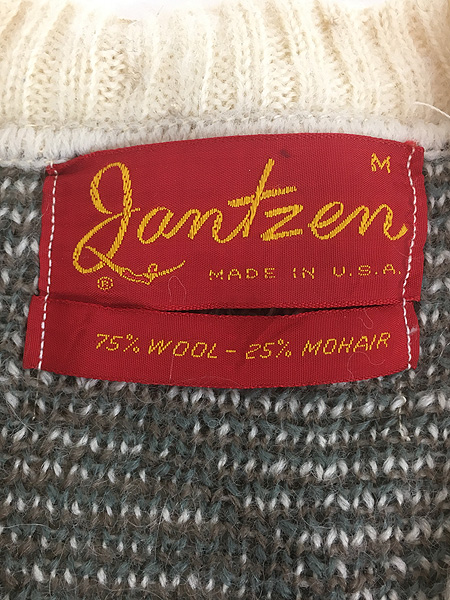 M
Jantzen
® MADE IN U.S.A.
75% WOOL - 25% MOHAIR